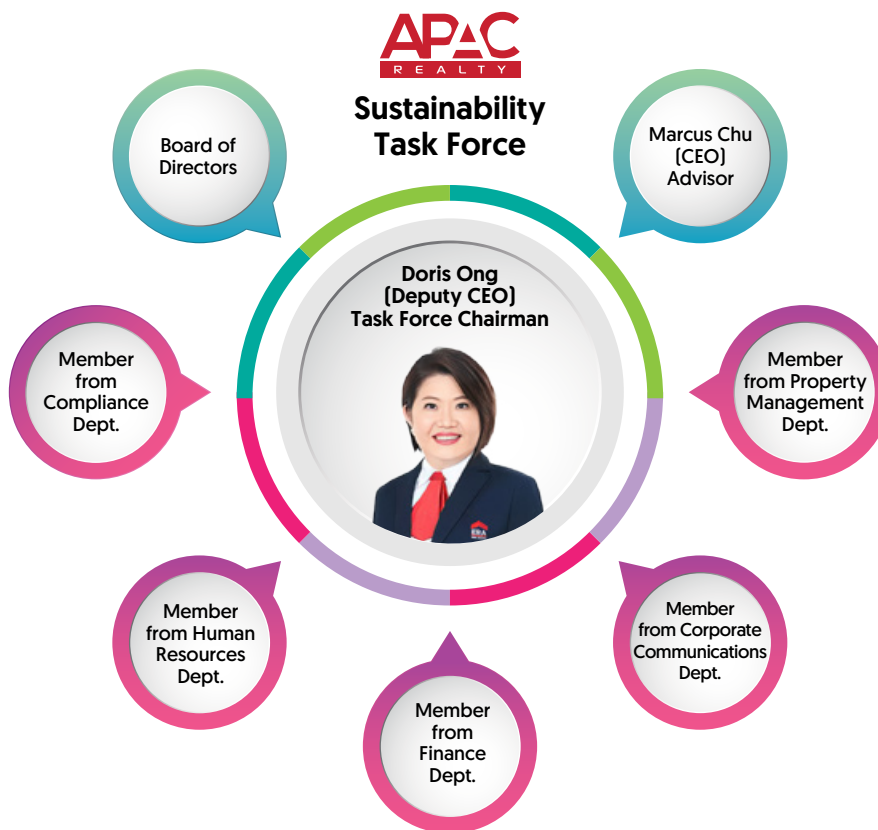 APAC
REALTY
Sustainability
Task Force
Board of
Directors
Marcus Chu
(CEO)
Advisor
Doris Ong
(Deputy CEO)
Task Force Chairman
ERA
Member
from
Compliance
Dept.
Member
from Property
Management
Dept.
Member
from Human
Resources
Dept.
Member
from Corporate
Communications
Dept.
Member
from
Finance
Dept.